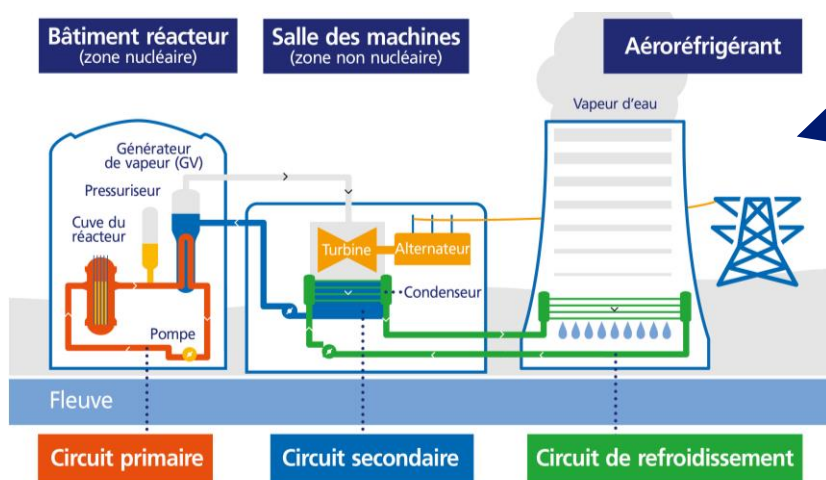 Bâtiment réacteur
(zone nucléaire)
Salle des machines
(zone non nucléaire)
Aéroréfrigérant
Vapeur d'eau
Générateur
de vapeur (GV)
Pressuriseur
Cuve du
réacteur
Turbine
Alternateur
Condenseur
Pompe
Fleuve
Circuit primaire
Circuit secondaire
Circuit de refroidissement